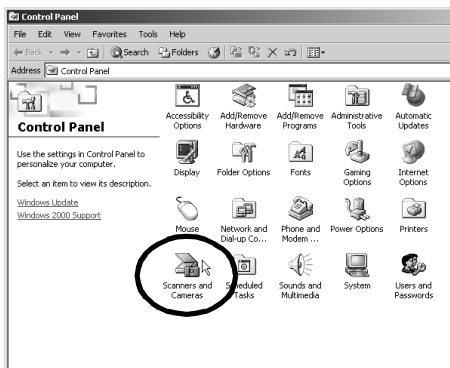 Control Panel
File Edit View Favorites Tools Help
Back Search Folders
Address Control Panel
Control Panel
Use the settings in Control Panel to
personalize your computer.
Select an item to view its description.
Windows Update
Windows 2000 Support
Accessibility
Options
Add/Remove
Hardware
Add/Remove
Programs
Administrative
Tools
Automatic
Updates
Display
Folder Options
Fonts
Gaming
Options
Internet
Options
Mouse
Network and
Dial-up Co...
Phone and
Modem ...
Power Options
Printers
Scanners and
Cameras
Scheduled
Tasks
Sounds and
Multimedia
System
Users and
Passwords